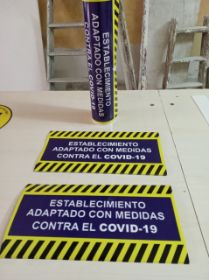 ESTABLECIMIENTO
ADAPTADO CON MEDIDAS
CONTRA EL COVID-19
ESTABLECIMIENTO
ADAPTADO CON MEDIDAS
CONTRA EL COVID-19
ESTABLECIMIENTO
ADAPTADO CON MEDIDAS
CONTRA EL COVID-19